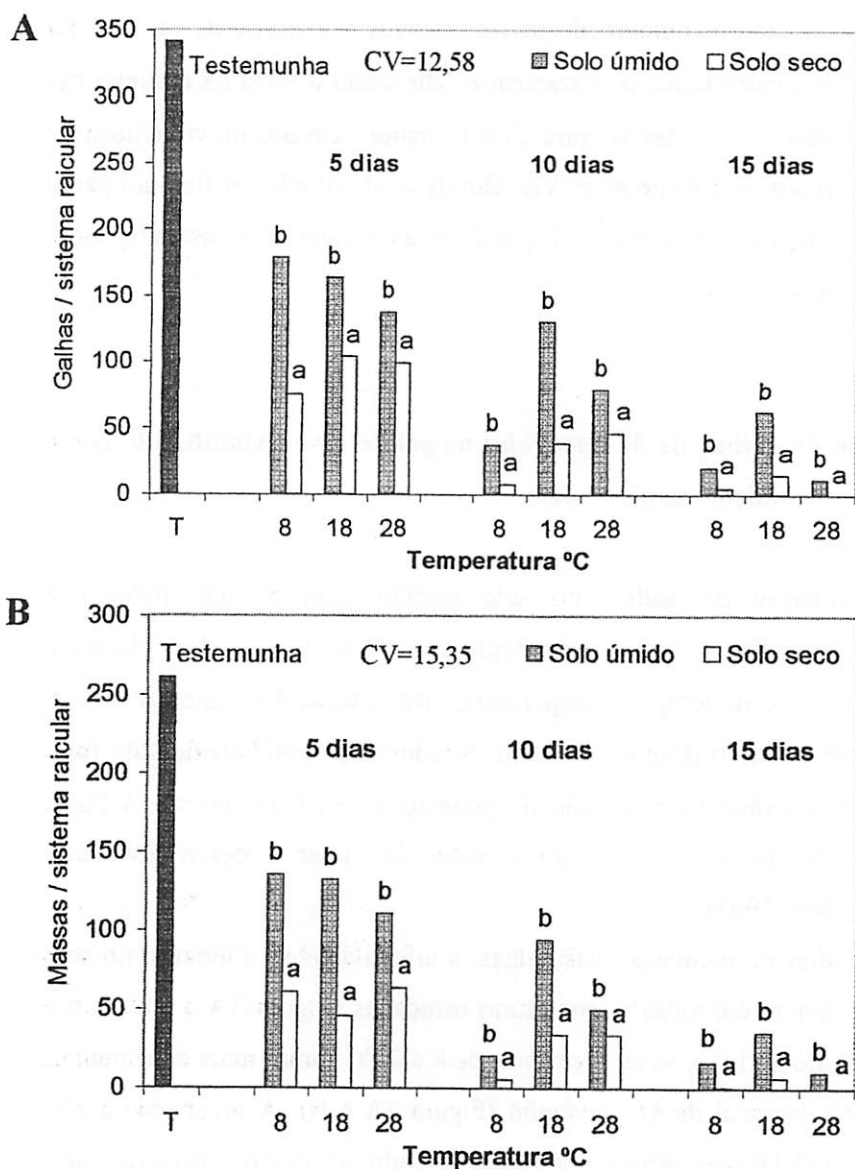 A
350
300
250
200
150
100
50
0
Galhas / sistema raicular
Testemunha CV=12,58 Solo úmido Solo seco
5 dias 10 dias 15 dias
b a b a b a b a b a b a b a b a b a
T 8 18 28 8 18 28 8 18 28
Temperatura ºC
B
300
250
200
150
100
50
0
Massas / sistema raicular
Testemunha CV=15,35 Solo úmido Solo seco
5 dias 10 dias 15 dias
b a b a b a b a b a b a b a b a b a
T 8 18 28 8 18 28 8 18 28
Temperatura ºC